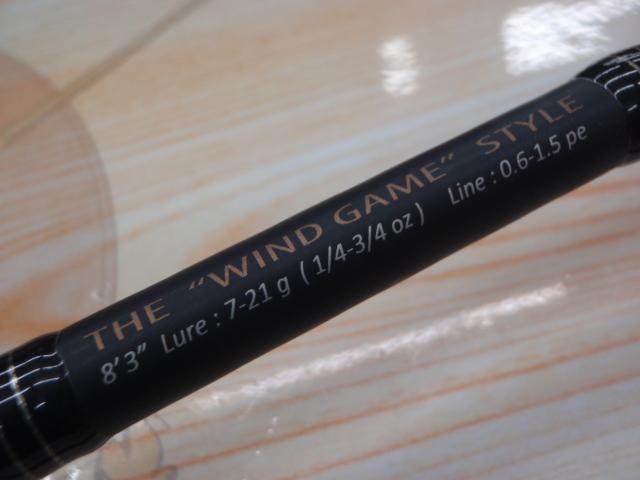 THE "WIND GAME" STYLE
8'3" Lure : 7-21 g ( 1/4-3/4 oz ) Line : 0.6-1.5 pe